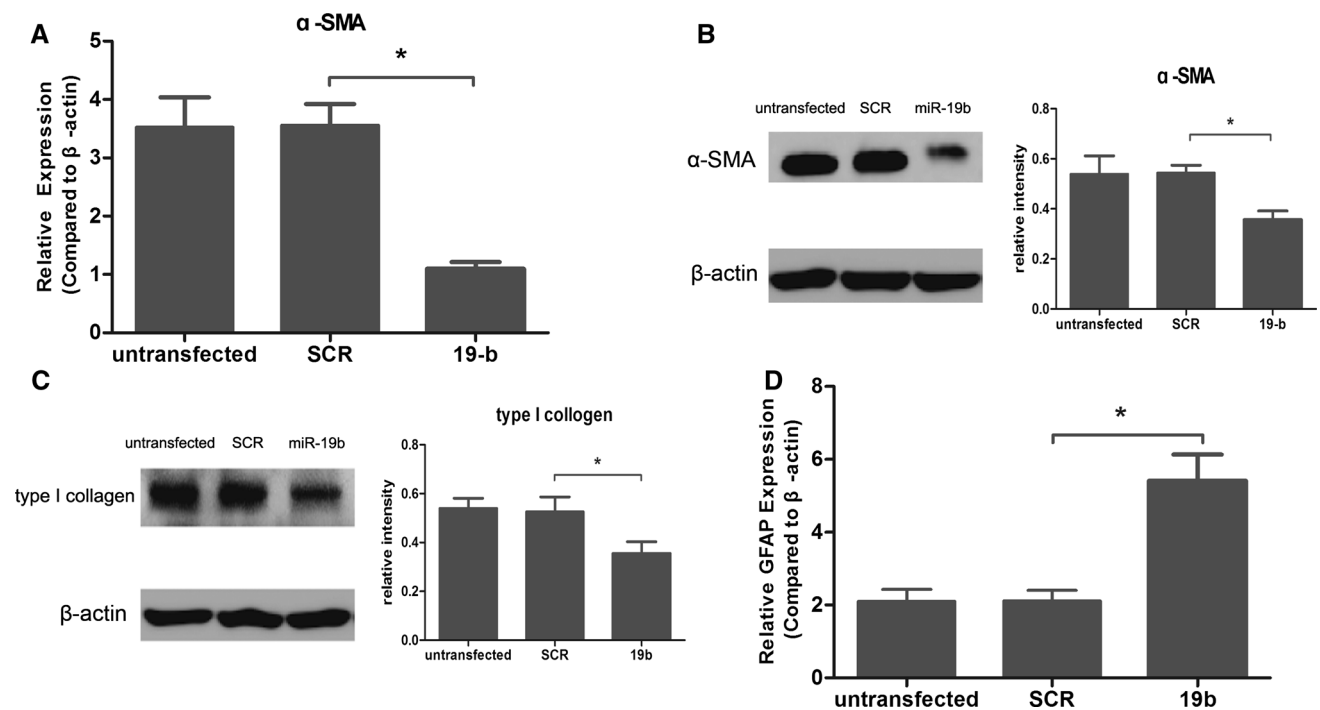 A
α -SMA
Relative Expression
(Compared to β -actin)
5
4
3
2
1
0
*
untransfected SCR 19-b
B
untransfected SCR miR-19b
α-SMA
β-actin
α -SMA
relative intensity
0.8
0.6
0.4
0.2
0.0
*
untransfected SCR 19-b
C
untransfected SCR miR-19b
type I collagen
β-actin
type I collagen
relative intensity
0.8
0.6
0.4
0.2
0.0
*
untransfected SCR 19b
D
Relative GFAP Expression
(Compared to β -actin)
8
6
4
2
0
*
untransfected SCR 19b